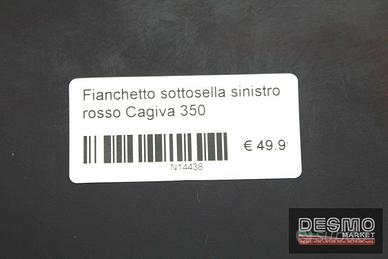 Fianchetto sottosella sinistro
rosso Cagiva 350
€ 49.9
N14438
DESMO
MARKET